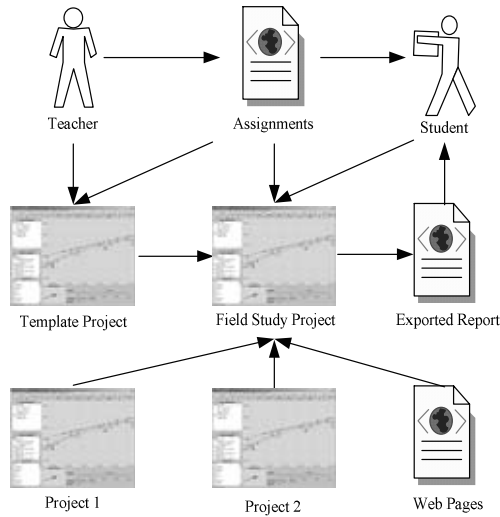 Teacher
Assignments
Student
Template Project
Field Study Project
Exported Report
Project 1
Project 2
Web Pages